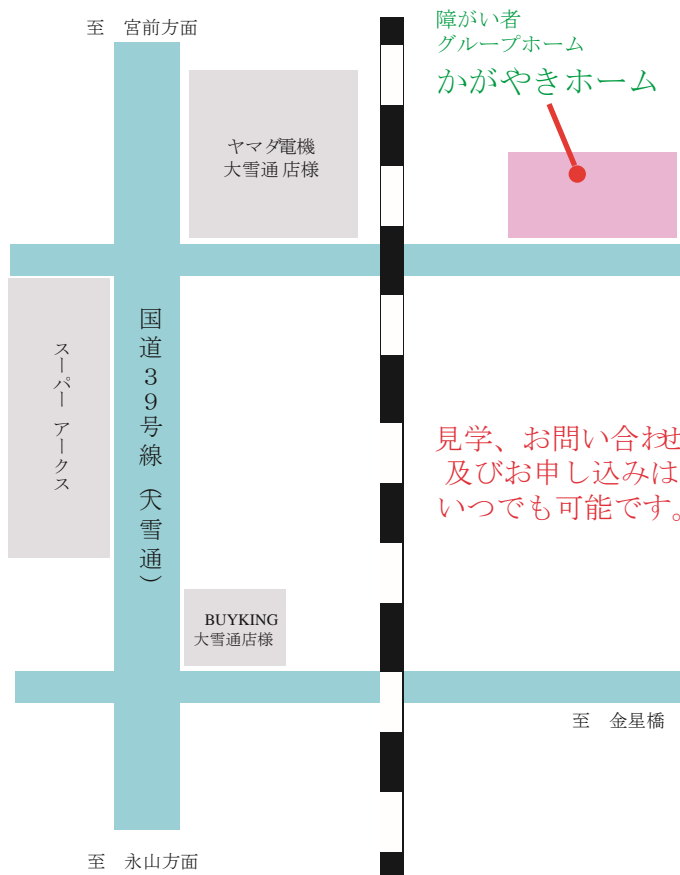 至　宮前方面
障がい者
グループホーム
かがやきホーム
ヤマダ電機
大雪通店様
国道３９号線（大雪通）
スーパー アークス
見学、お問い合わせ
及びお申し込みは
いつでも可能です。
BUYKING
大雪通店様
至　金星橋
至　永山方面